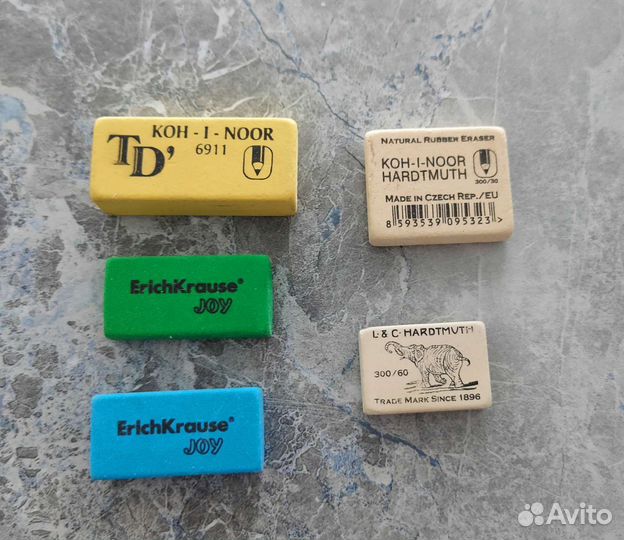 KOH - I - NOOR
TD'
6911
NATURAL RUBBER ERASER
KOH-I-NOOR
HARDTMUTH
300/30
MADE IN CZECH REP./EU
8 593539 095323 >
ErichKrause®
JOY
L·& C·HARDTMUTH
300/60
TRADE MARK SINCE 1896
ErichKrause®
JOY
Avito